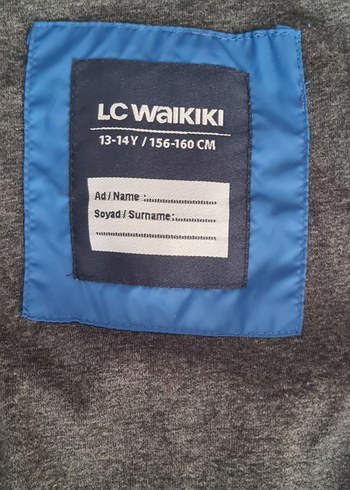 LC WAIKIKI
13-14Y / 156-160 CM
Ad / Name :
Soyad / Surname: